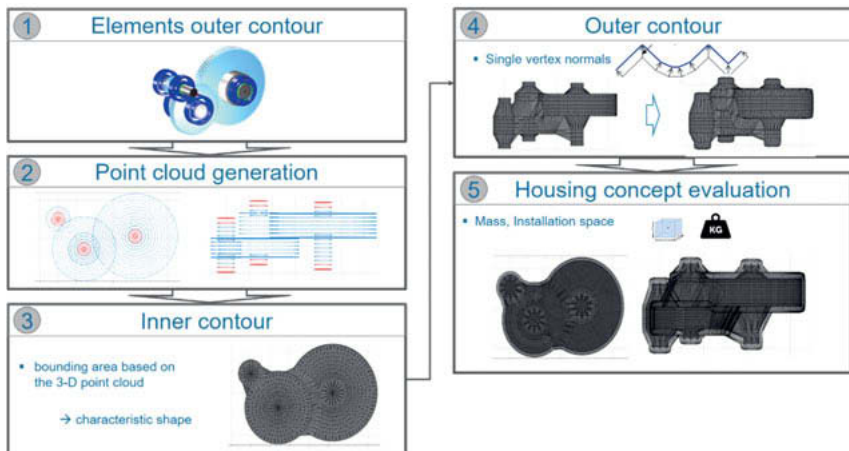 1
Elements outer contour
2
Point cloud generation
3
Inner contour
• bounding area based on
the 3-D point cloud
→ characteristic shape
4
Outer contour
• Single vertex normals
5
Housing concept evaluation
• Mass, Installation space
KG